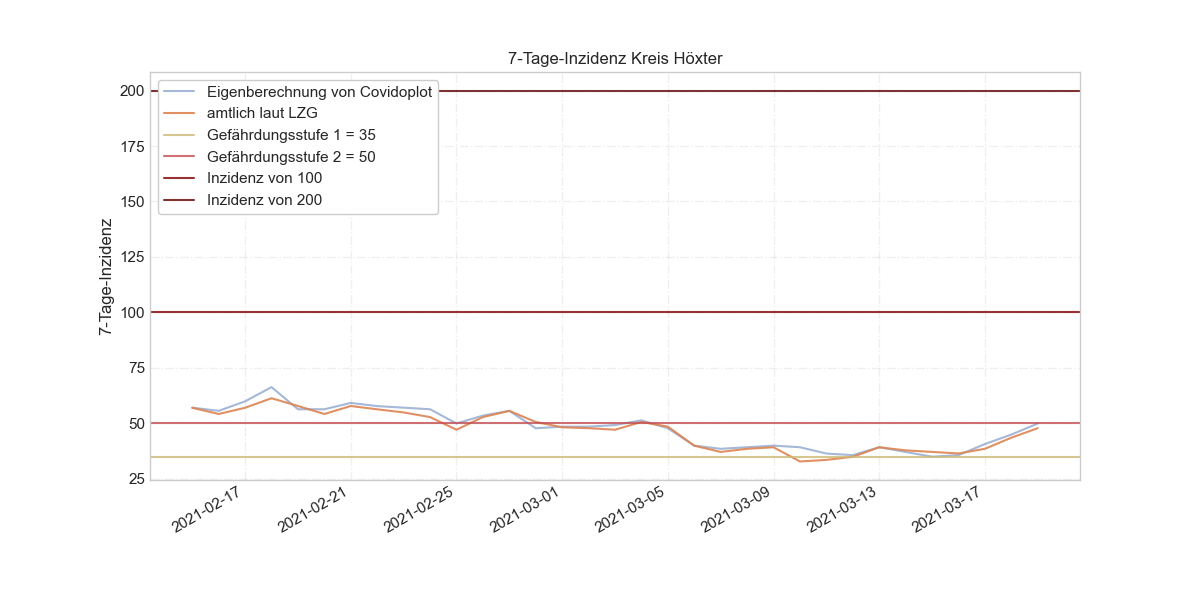 7-Tage-Inzidenz Kreis Höxter
Eigenberechnung von Covidoplot
amtlich laut LZG
Gefährdungsstufe 1 = 35
Gefährdungsstufe 2 = 50
Inzidenz von 100
Inzidenz von 200
7-Tage-Inzidenz
200
175
150
125
100
75
50
25
2021-02-17
2021-02-21
2021-02-25
2021-03-01
2021-03-05
2021-03-09
2021-03-13
2021-03-17